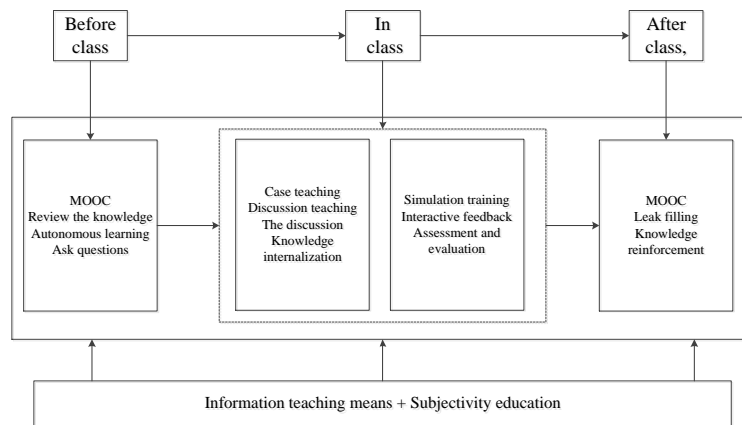 Before
class
In
class
After
class,
MOOC
Review the knowledge
Autonomous learning
Ask questions
Case teaching
Discussion teaching
The discussion
Knowledge
internalization
Simulation training
Interactive feedback
Assessment and
evaluation
MOOC
Leak filling
Knowledge
reinforcement
Information teaching means + Subjectivity education